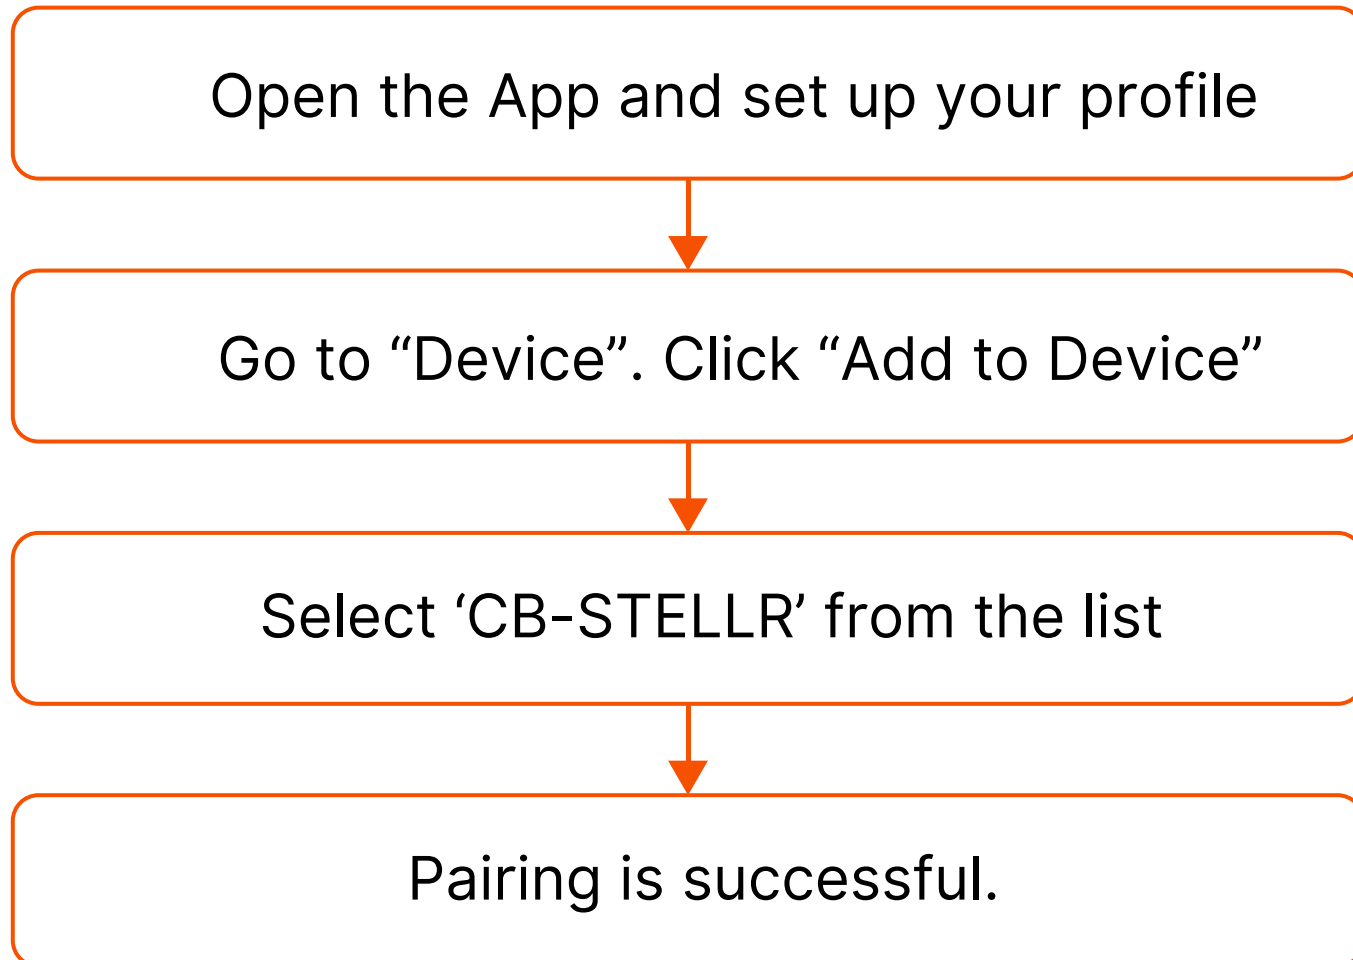 Open the App and set up your profile
Go to “Device”. Click “Add to Device”
Select ‘CB-STELLR’ from the list
Pairing is successful.